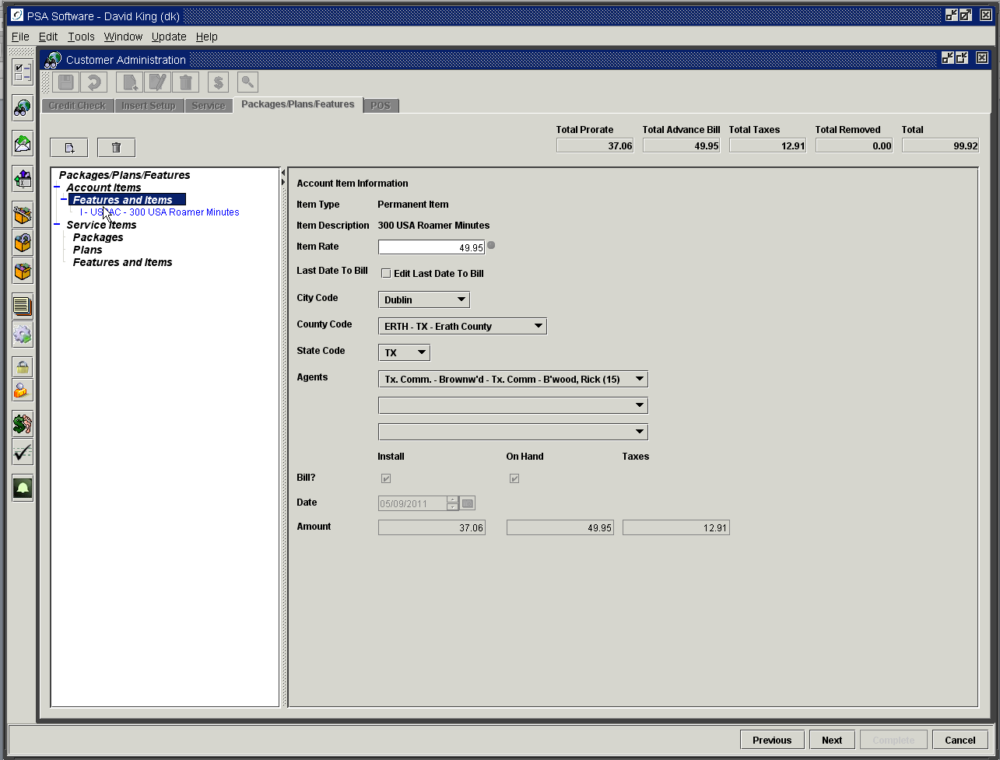 PSA Software - David King (dk)
File Edit Tools Window Update Help
Customer Administration
Credit Check Insert Setup Service Packages/Plans/Features POS
Total Prorate Total Advance Bill Total Taxes Total Removed Total
37.06 49.95 12.91 0.00 99.92
Packages/Plans/Features
Account Items
Features and Items
I - USRAC - 300 USA Roamer Minutes
Service Items
Packages
Plans
Features and Items
Account Item Information
Item Type Permanent Item
Item Description 300 USA Roamer Minutes
Item Rate 49.95
Last Date To Bill Edit Last Date To Bill
City Code Dublin
County Code ERTH - TX - Erath County
State Code TX
Agents Tx. Comm. - Brownw'd - Tx. Comm - B'wood, Rick (15)
Install On Hand Taxes
Bill?
Date 05/09/2011
Amount 37.06 49.95 12.91
Previous Next Complete Cancel